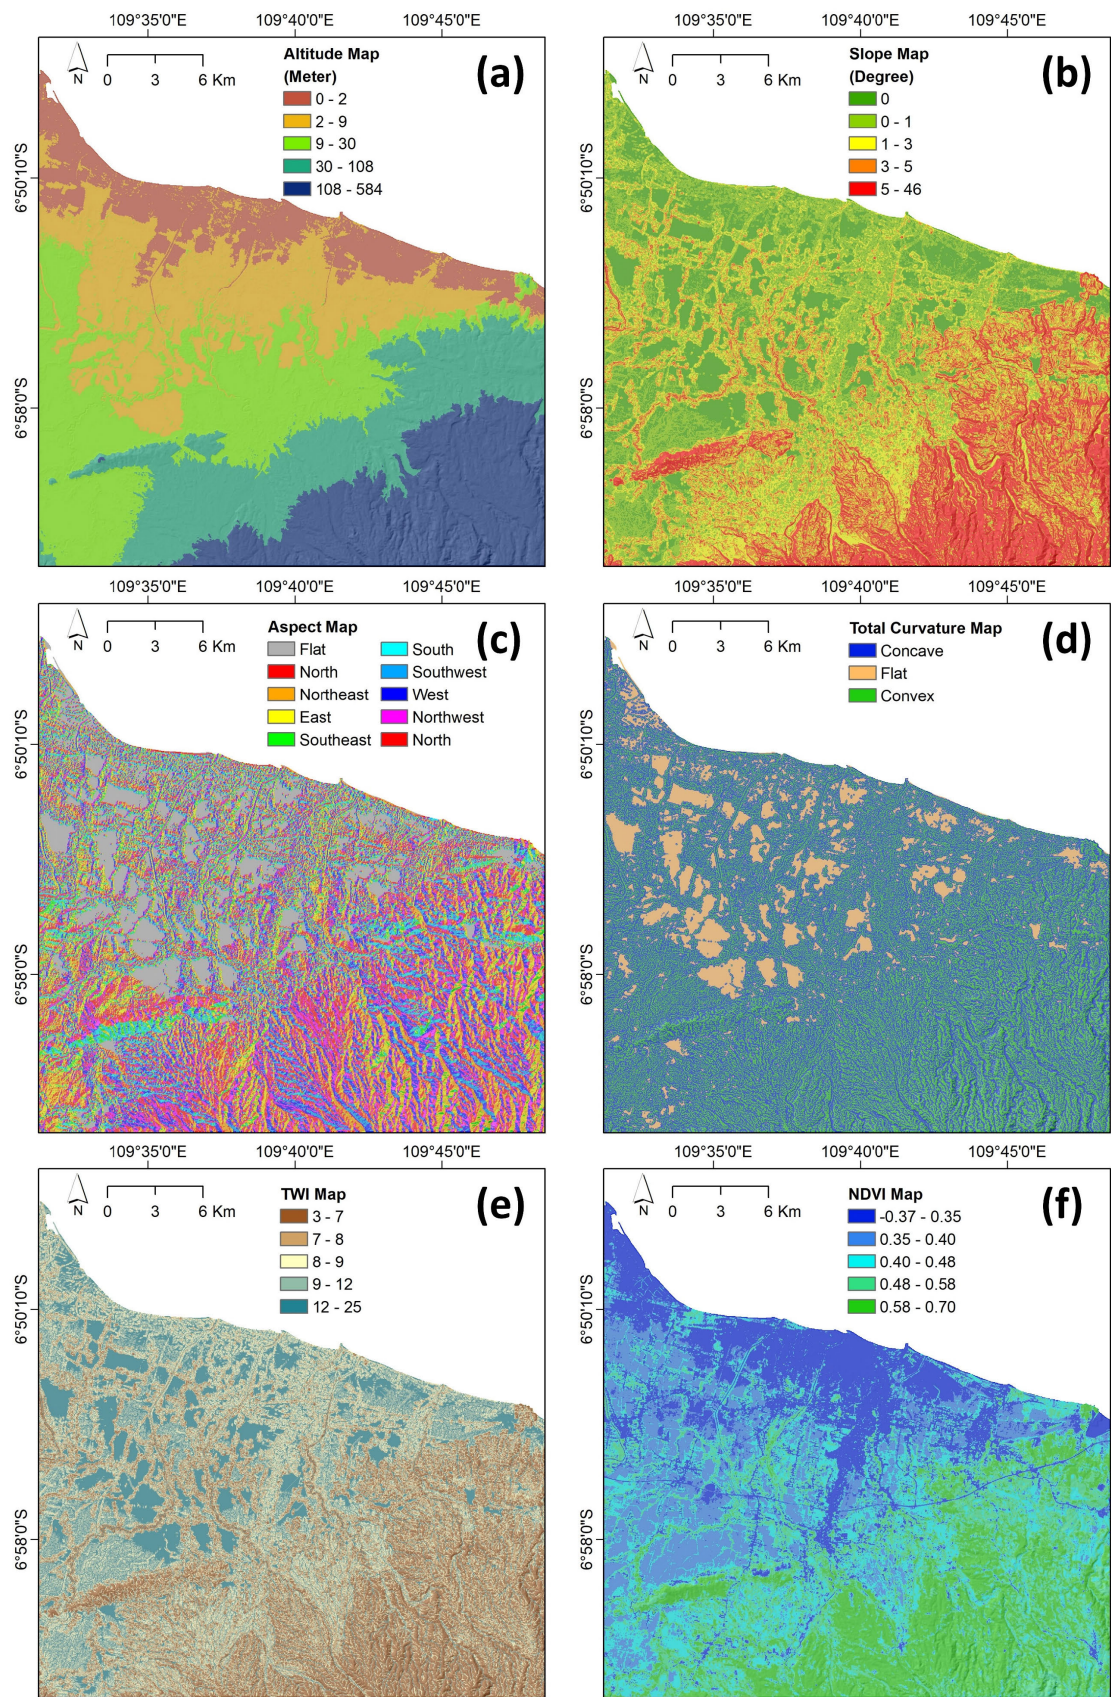 109°35'0"E 109°40'0"E 109°45'0"E 109°35'0"E 109°40'0"E 109°45'0"E
N
0 3 6 Km
Altitude Map
(Meter)
0 - 2
2 - 9
9 - 30
30 - 108
108 - 584
(a)
6°50'10"S
6°58'0"S
N
0 3 6 Km
Slope Map
(Degree)
0
0 - 1
1 - 3
3 - 5
5 - 46
(b)
6°50'10"S
6°58'0"S
109°35'0"E 109°40'0"E 109°45'0"E 109°35'0"E 109°40'0"E 109°45'0"E
N
0 3 6 Km
Aspect Map
Flat South
North Southwest
Northeast West
East Northwest
Southeast North
(c)
6°50'10"S
6°58'0"S
N
0 3 6 Km
Total Curvature Map
Concave
Flat
Convex
(d)
6°50'10"S
6°58'0"S
109°35'0"E 109°40'0"E 109°45'0"E 109°35'0"E 109°40'0"E 109°45'0"E
N
0 3 6 Km
TWI Map
3 - 7
7 - 8
8 - 9
9 - 12
12 - 25
(e)
6°50'10"S
6°58'0"S
N
0 3 6 Km
NDVI Map
-0.37 - 0.35
0.35 - 0.40
0.40 - 0.48
0.48 - 0.58
0.58 - 0.70
(f)
6°50'10"S
6°58'0"S